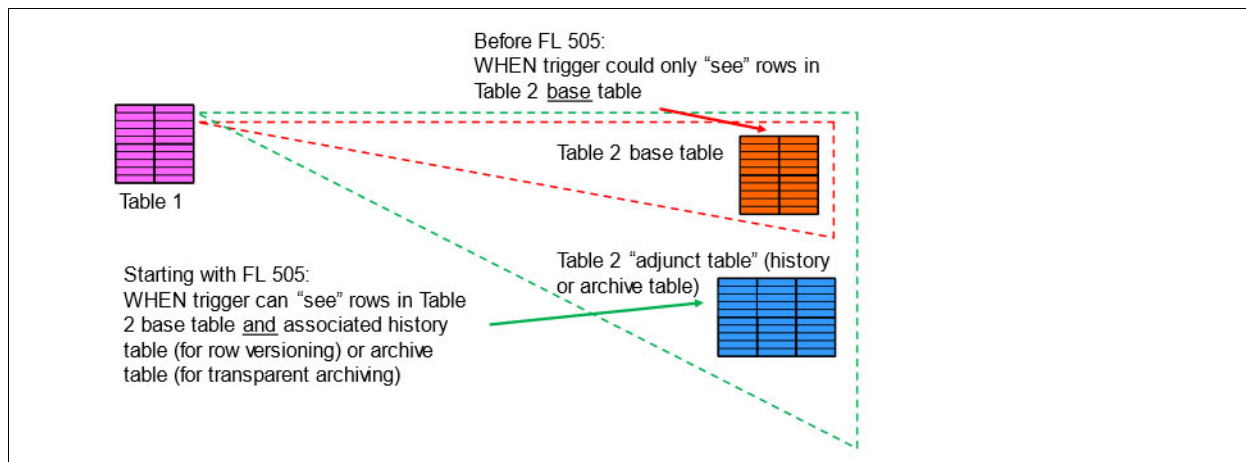 Before FL 505:
WHEN trigger could only “see” rows in
Table 2 base table
Table 2 base table
Table 1
Table 2 “adjunct table” (history
or archive table)
Starting with FL 505:
WHEN trigger can “see” rows in Table
2 base table and associated history
table (for row versioning) or archive
table (for transparent archiving)